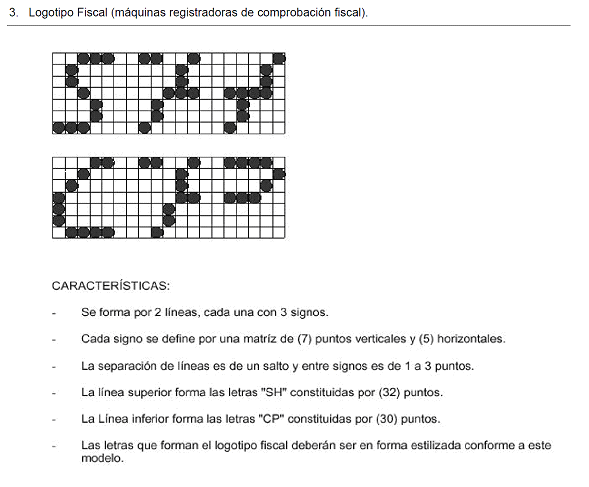 3. Logotipo Fiscal (máquinas registradoras de comprobación fiscal).
CARACTERÍSTICAS:
- Se forma por 2 líneas, cada una con 3 signos.
- Cada signo se define por una matríz de (7) puntos verticales y (5) horizontales.
- La separación de líneas es de un salto y entre signos es de 1 a 3 puntos.
- La línea superior forma las letras "SH" constituidas por (32) puntos.
- La Línea inferior forma las letras "CP" constituidas por (30) puntos.
- Las letras que forman el logotipo fiscal deberán ser en forma estilizada conforme a este
modelo.